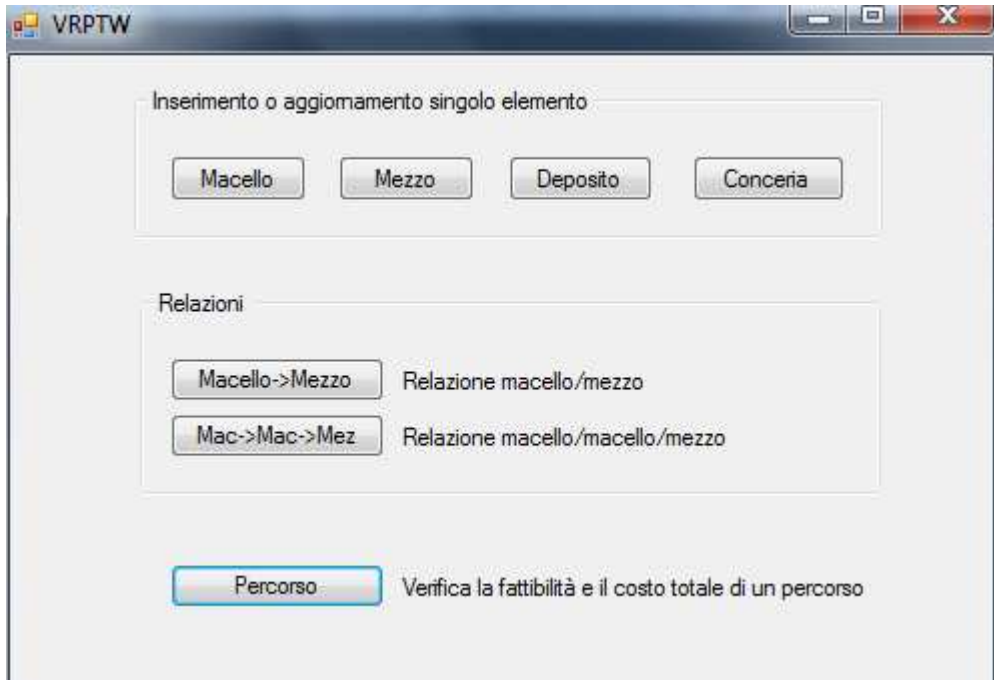 VRPTW
Inserimento o aggiornamento singolo elemento
Macello Mezzo Deposito Conceria
Relazioni
Macello->Mezzo Relazione macello/mezzo
Mac->Mac->Mez Relazione macello/macello/mezzo
Percorso Verifica la fattibilità e il costo totale di un percorso